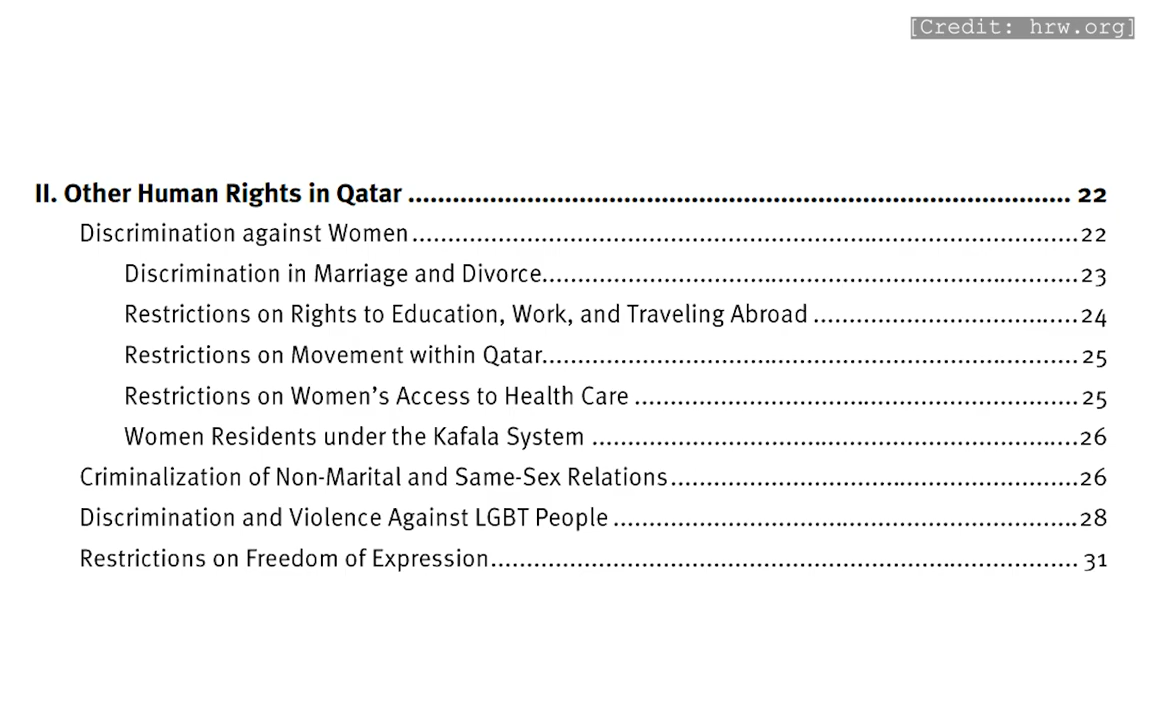 [Credit: hrw.org]
II. Other Human Rights in Qatar ........................................................................................ 22
Discrimination against Women............................................................................................22
Discrimination in Marriage and Divorce..........................................................................23
Restrictions on Rights to Education, Work, and Traveling Abroad .....................................24
Restrictions on Movement within Qatar.......................................................................... 25
Restrictions on Women’s Access to Health Care ..............................................................25
Women Residents under the Kafala System ....................................................................26
Criminalization of Non-Marital and Same-Sex Relations.........................................................26
Discrimination and Violence Against LGBT People .................................................................28
Restrictions on Freedom of Expression.................................................................................. 31